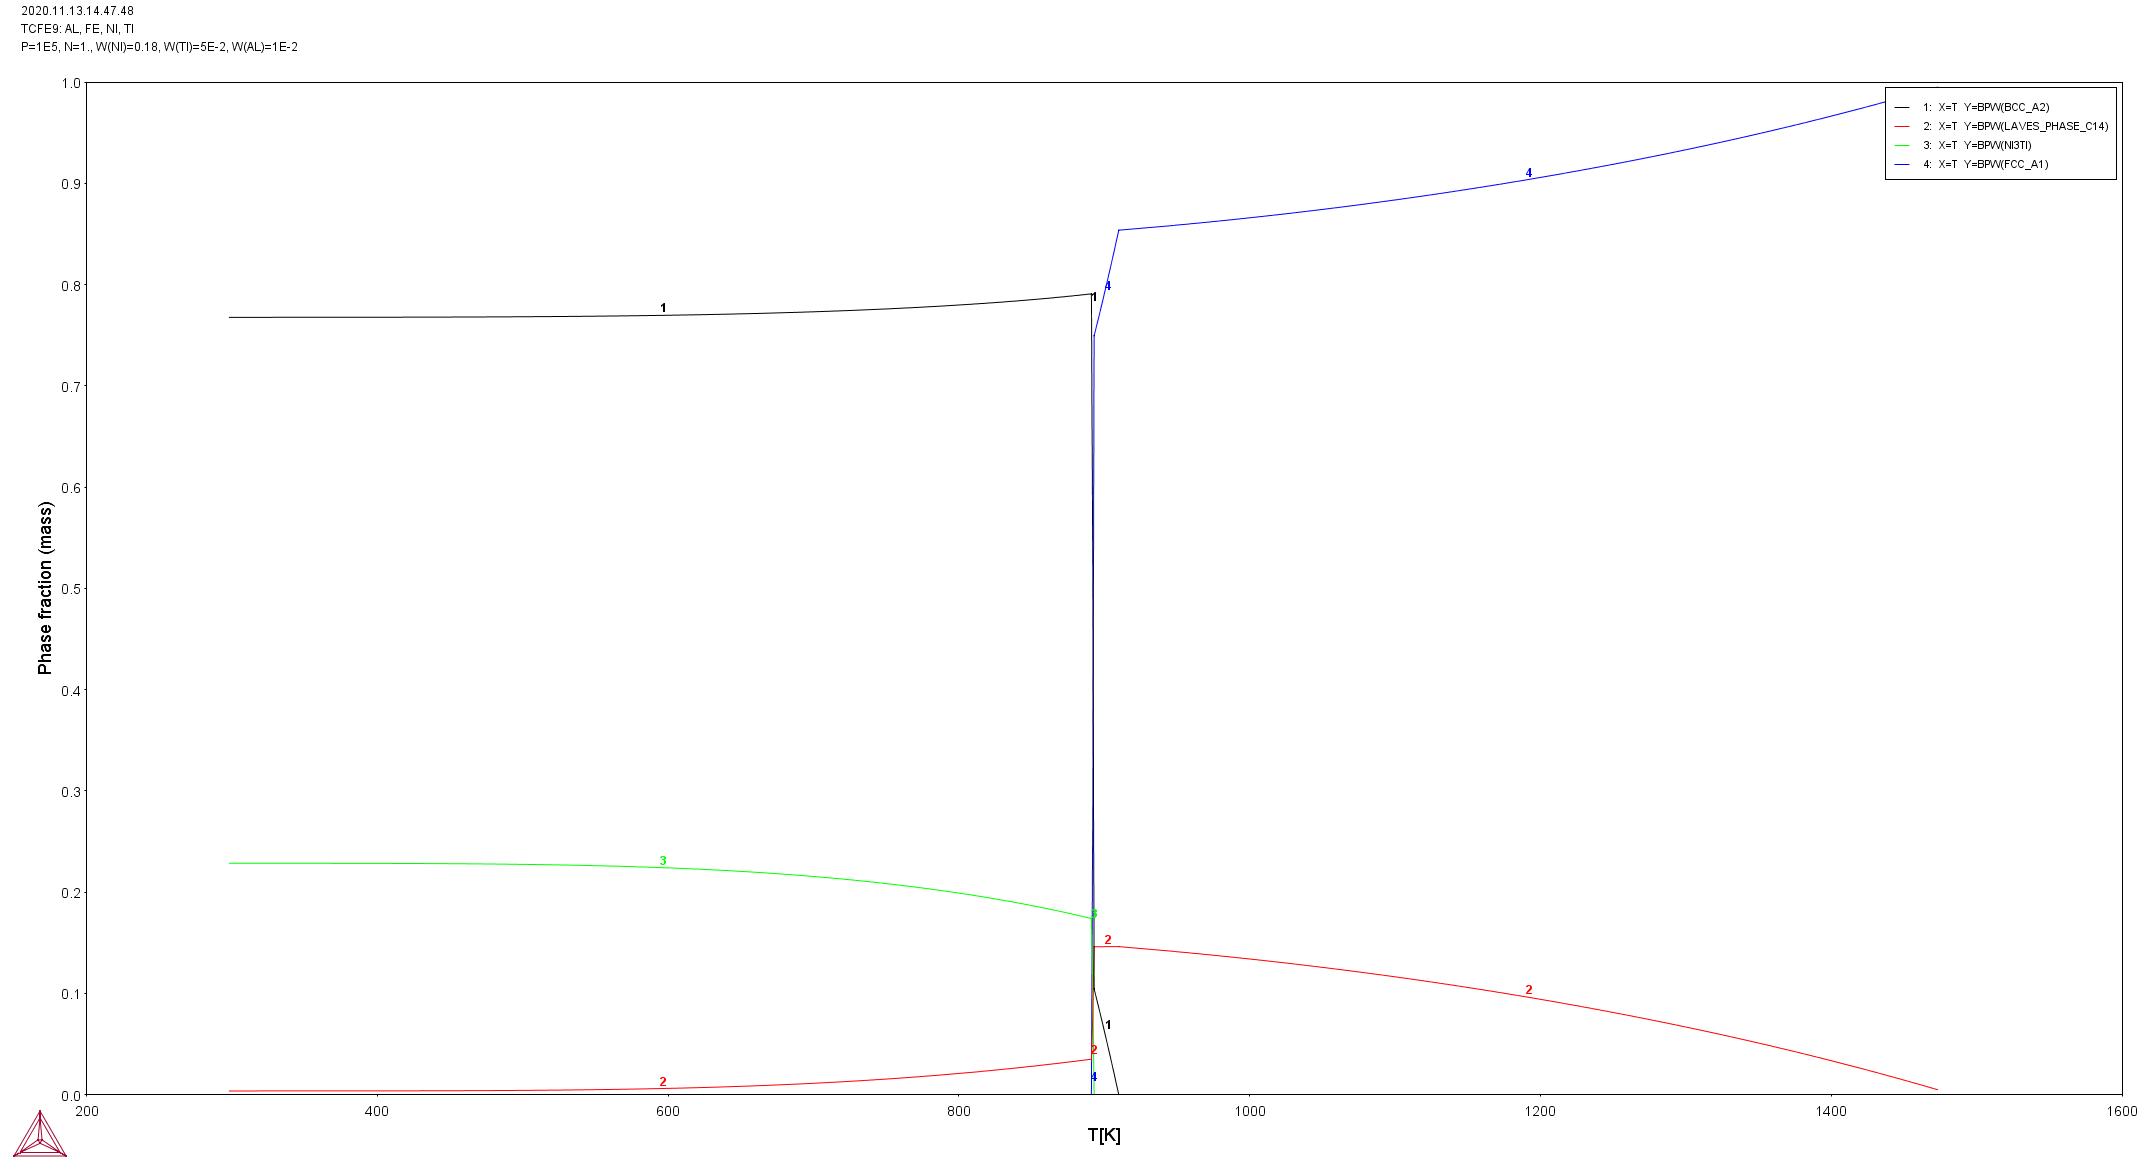 2020.11.13.14.47.48
TCFE9: AL, FE, NI, TI
P=1E5, N=1., W(NI)=0.18, W(TI)=5E-2, W(AL)=1E-2
1: X=T Y=BPW(BCC_A2)
2: X=T Y=BPW(LAVES_PHASE_C14)
3: X=T Y=BPW(NI3TI)
4: X=T Y=BPW(FCC_A1)
Phase fraction (mass)
1.0
0.9
0.8
0.7
0.6
0.5
0.4
0.3
0.2
0.1
0.0
4
4
1
1
3
3
2
2
1
2
2
4
200 400 600 800 1000 1200 1400 1600
T[K]